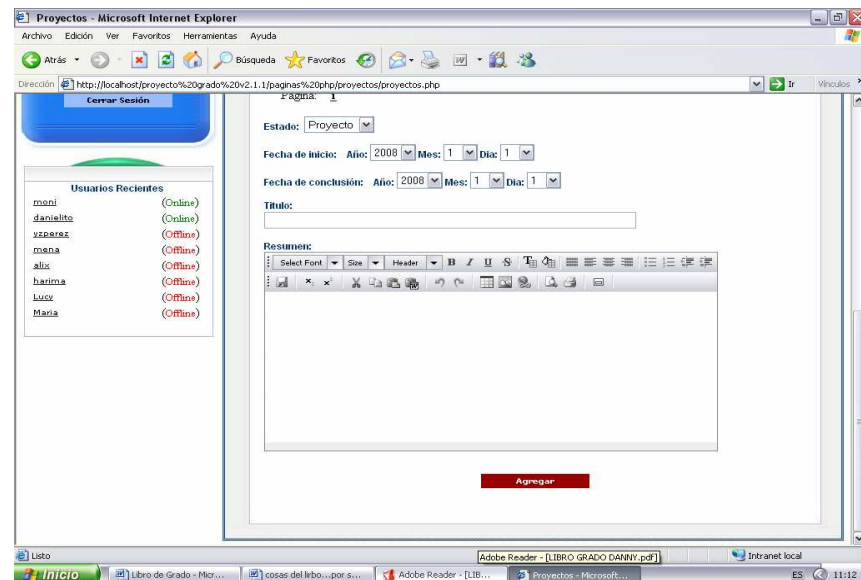 Proyectos - Microsoft Internet Explorer
Archivo Edición Ver Favoritos Herramientas Ayuda
Atrás Búsqueda Favoritos
Dirección http://localhost/proyecto%20grado%20v2.1.1/paginas%20php/proyectos/proyectos.php Ir Vínculos
Cerrar Sesión
Pagina: 1
Estado: Proyecto
Fecha de inicio: Año: 2008 Mes: 1 Dia: 1
Fecha de conclusión: Año: 2008 Mes: 1 Dia: 1
Titulo:
Resumen:
Select Font Size Header B I U S
Usuarios Recientes
moni (Online)
danielito (Online)
yzperez (Offline)
mena (Offline)
alix (Offline)
harima (Offline)
Lucy (Offline)
Maria (Offline)
Agregar
Listo
Adobe Reader - [LIBRO GRADO DANNY.pdf]
Intranet local
Inicio Libro de Grado - Micr... cosas del lirbo...por s... Adobe Reader - [LIB... Proyectos - Microsoft... ES 11:12